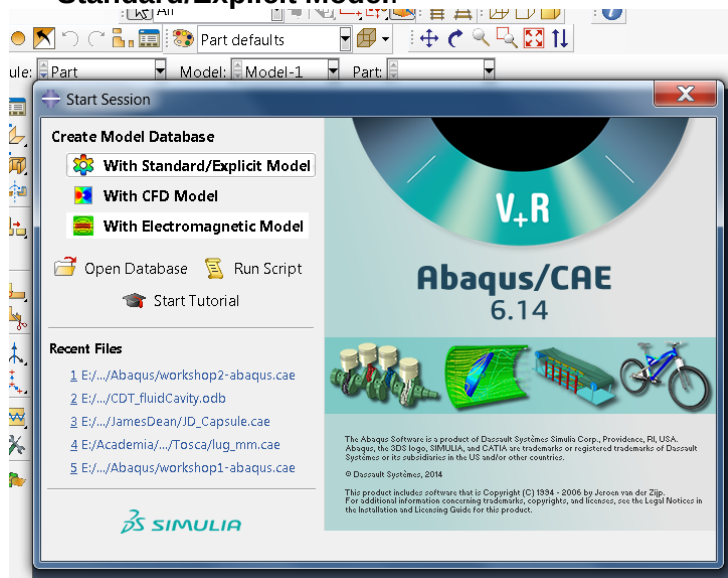 Standard/Explicit Model.
All
Part defaults
ule: Part Model: Model-1 Part:
Start Session
Create Model Database
With Standard/Explicit Model
With CFD Model
With Electromagnetic Model
Open Database Run Script
Start Tutorial
Recent Files
1 E:/.../Abaqus/workshop2-abaqus.cae
2 E:/.../CDT_fluidCavity.odb
3 E:/.../JamesDean/JD_Capsule.cae
4 E:/Academia/.../Tosca/lug_mm.cae
5 E:/.../Abaqus/workshop1-abaqus.cae
SIMULIA
V+R
Abaqus/CAE
6.14
The Abaqus Software is a product of Dassault Systèmes Simulia Corp., Providence, RI, USA.
Abaqus, the 3DS logo, SIMULIA, and CATIA are trademarks or registered trademarks of Dassault
Systèmes or its subsidiaries in the US and/or other countries.
© Dassault Systèmes, 2014
This product includes software that is Copyright (C) 1994 - 2006 by Jeroen van der Zijp.
For additional information concerning trademarks, copyrights, and licenses, see the Legal Notices in
the Installation and Licensing Guide for this product.